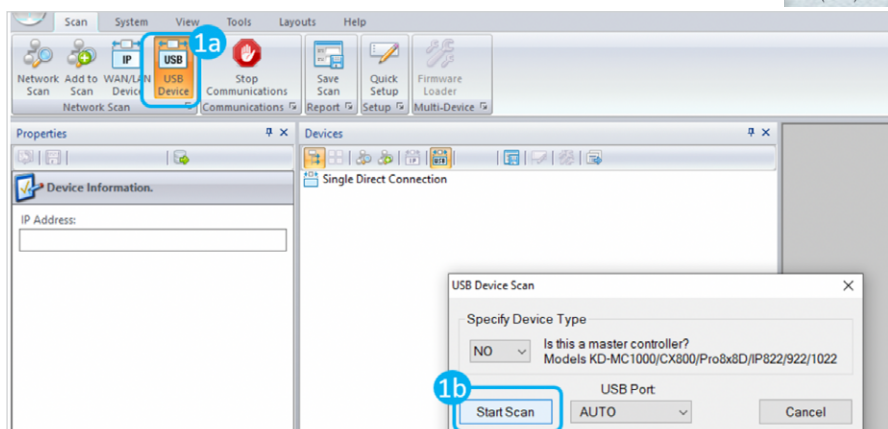 Scan System View Tools Layouts Help
1a
IP USB
Network Scan Add to Scan WAN/LAN Device USB Device Stop Communications Save Scan Quick Setup Firmware Loader
Network Scan Communications Report Setup Multi-Device
Properties
Devices
Device Information.
Single Direct Connection
IP Address:
USB Device Scan
Specify Device Type
NO
Is this a master controller?
Models KD-MC1000/CX800/Pro8x8D/IP822/922/1022
1b
USB Port
Start Scan AUTO Cancel